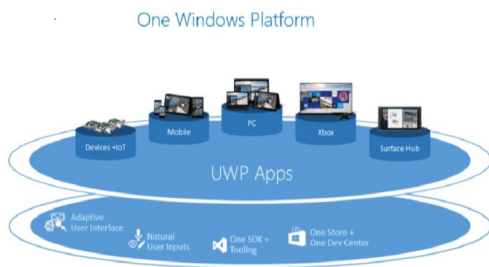 One Windows Platform
Devices +IoT
Mobile
PC
Xbox
Surface Hub
UWP Apps
Adaptive
User Interface
Natural
User Inputs
One SDK +
Tooling
One Store +
One Dev Center